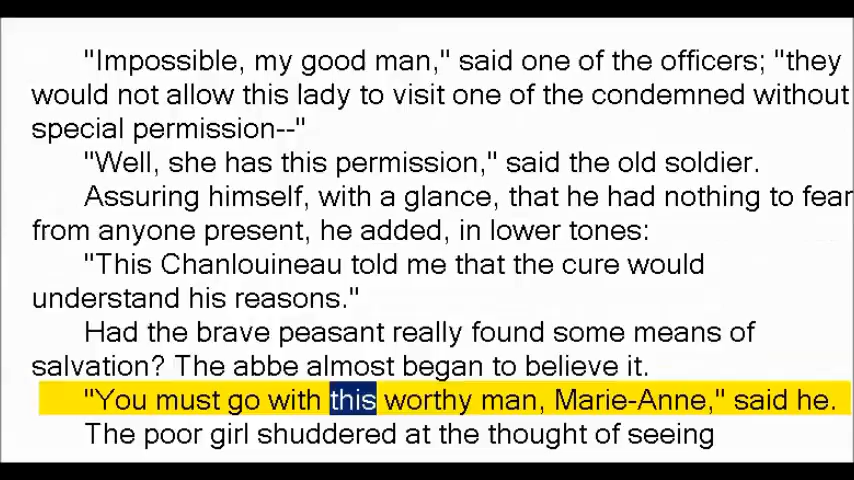 "Impossible, my good man," said one of the officers; "they
would not allow this lady to visit one of the condemned without
special permission--"
"Well, she has this permission," said the old soldier.
Assuring himself, with a glance, that he had nothing to fear
from anyone present, he added, in lower tones:
"This Chanlouineau told me that the cure would
understand his reasons."
Had the brave peasant really found some means of
salvation? The abbe almost began to believe it.
"You must go with this worthy man, Marie-Anne," said he.
The poor girl shuddered at the thought of seeing